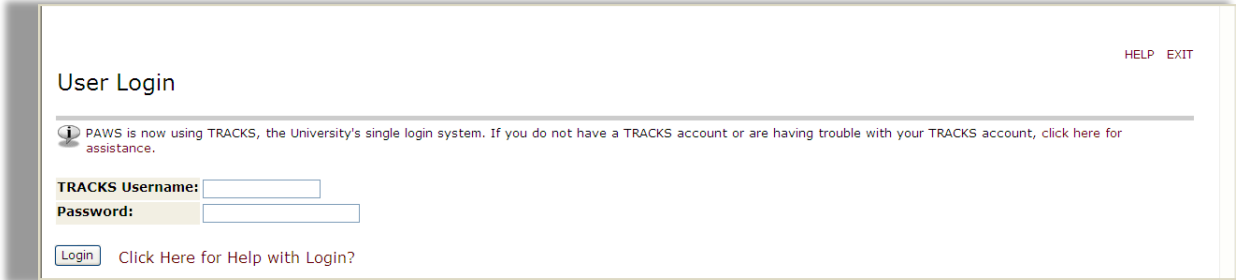 HELP EXIT
User Login
PAWS is now using TRACKS, the University's single login system. If you do not have a TRACKS account or are having trouble with your TRACKS account, click here for
assistance.
TRACKS Username:
Password:
Login Click Here for Help with Login?